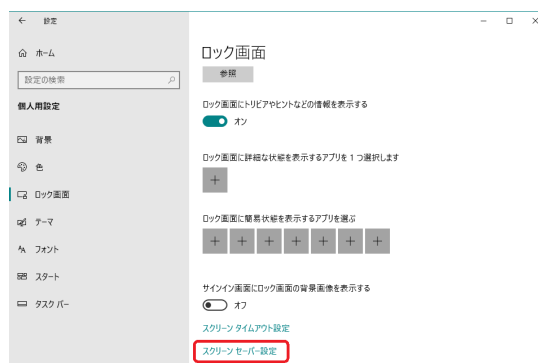 設定
ホーム
設定の検索
個人用設定
背景
色
ロック画面
テーマ
フォント
スタート
タスク バー
ロック画面
参照
ロック画面にトリビアやヒントなどの情報を表示する
オン
ロック画面に詳細な状態を表示するアプリを 1 つ選択します
ロック画面に簡易状態を表示するアプリを選ぶ
サインイン画面にロック画面の背景画像を表示する
オフ
スクリーン タイムアウト設定
スクリーン セーバー設定